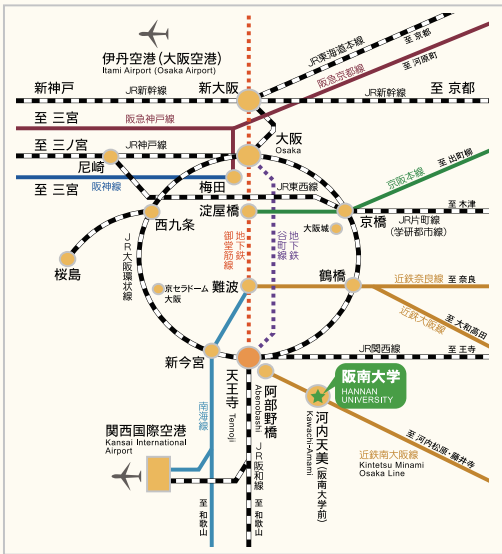 伊丹空港(大阪空港)
Itami Airport (Osaka Airport)
JR東海道本線
至 京都
阪急京都線
至 河原町
新神戸
JR新幹線
新大阪
JR新幹線
至 京都
至 三宮
阪急神戸線
至 三ノ宮
JR神戸線
大阪
Osaka
尼崎
至 三宮
阪神線
梅田
JR東西線
京阪本線
至 出町柳
西九条
淀屋橋
地下鉄
御堂筋線
地下鉄
谷町線
大阪城
京橋
至 木津
JR片町線
(学研都市線)
桜島
JR大阪環状線
京セラドーム
大阪
難波
鶴橋
近鉄奈良線
至 奈良
近鉄大阪線
至 大和高田
新今宮
JR関西線
至 王寺
天王寺
Tennoji
阿部野橋
Abenobashi
阪南大学
HANNAN
UNIVERSITY
河内天美(阪南大学前)
Kawachi-Amami
南海線
JR阪和線
関西国際空港
Kansai International
Airport
至 河内松原・藤井寺
近鉄南大阪線
Kintetsu Minami
Osaka Line
至 和歌山
至 和歌山